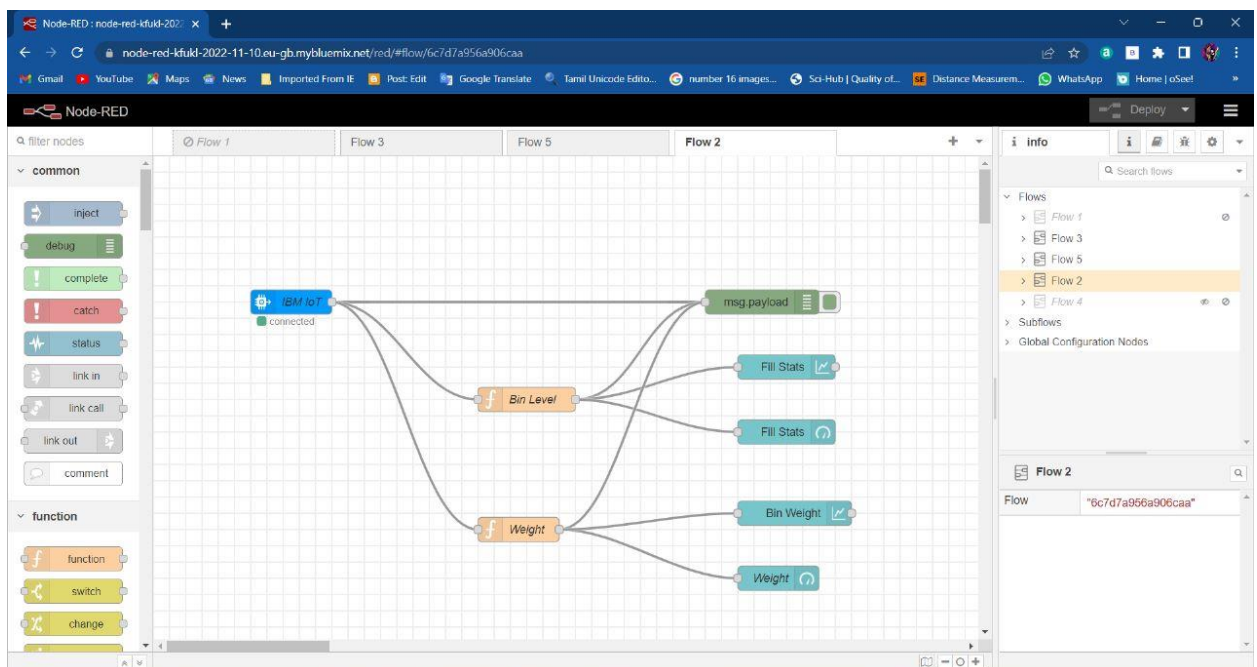 Node-RED : node-red-kfukl-202
node-red-kfukl-2022-11-10.eu-gb.mybluemix.net/red/#flow/6c7d7a956a906caa
Gmail YouTube Maps News Imported From IE Post: Edit Google Translate Tamil Unicode Edito... number 16 images... Sci-Hub | Quality of... SE Distance Measurem... WhatsApp Home | oSee!
Node-RED Deploy
filter nodes Flow 1 Flow 3 Flow 5 Flow 2 i info i
common
Search flows
inject
debug
complete
catch
status
link in
link call
link out
comment
function
function
switch
change
IBM IoT
connected
msg.payload
Fill Stats
Bin Level
Fill Stats
Bin Weight
Weight
Weight
Flows
Flow 1
Flow 3
Flow 5
Flow 2
Flow 4
Subflows
Global Configuration Nodes
Flow 2
Flow "6c7d7a956a906caa"